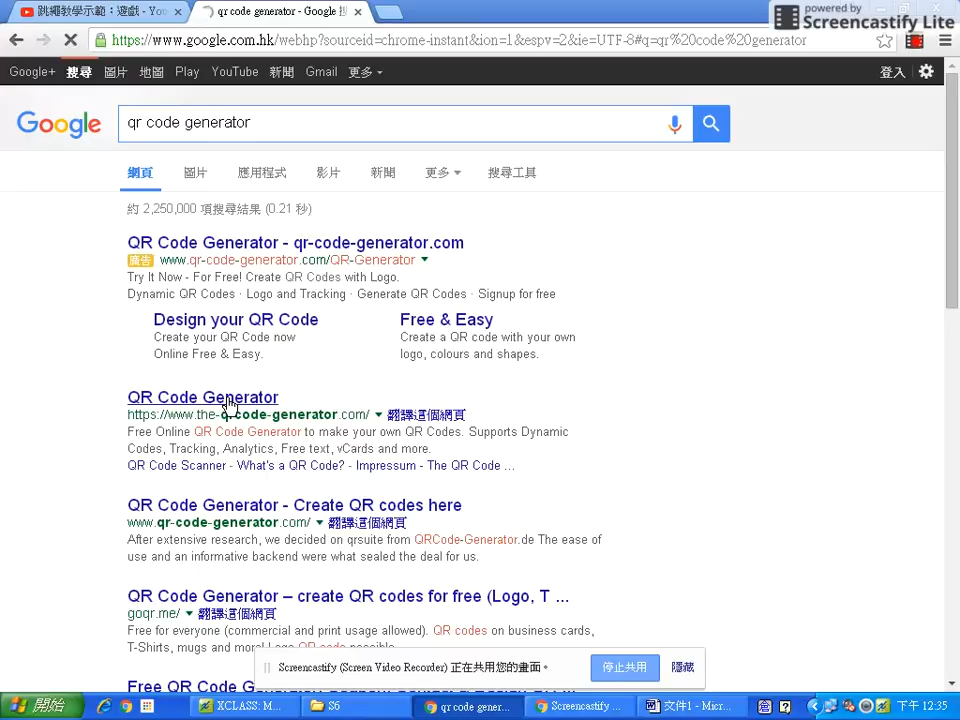 跳繩教學示範：遊戲 - You
qr code generator - Google 搜
powered by
Screencastify Lite
https://www.google.com.hk/webhp?sourceid=chrome-instant&ion=1&espv=2&ie=UTF-8#q=qr%20code%20generator
Google+ 搜尋 圖片 地圖 Play YouTube 新聞 Gmail 更多 登入
Google
qr code generator
網頁 圖片 應用程式 影片 新聞 更多 搜尋工具
約 2,250,000 項搜尋結果 (0.21 秒)
QR Code Generator - qr-code-generator.com
廣告 www.qr-code-generator.com/QR-Generator
Try It Now - For Free! Create QR Codes with Logo.
Dynamic QR Codes · Logo and Tracking · Generate QR Codes · Signup for free
Design your QR Code
Create your QR Code now
Online Free & Easy.
Free & Easy
Create a QR code with your own
logo, colours and shapes.
QR Code Generator
https://www.the-qrcode-generator.com/ 翻譯這個網頁
Free Online QR Code Generator to make your own QR Codes. Supports Dynamic
Codes, Tracking, Analytics, Free text, vCards and more.
QR Code Scanner - What's a QR Code? - Impressum - The QR Code ...
QR Code Generator - Create QR codes here
www.qr-code-generator.com/ 翻譯這個網頁
After extensive research, we decided on qrsuite from QRCode-Generator.de The ease of
use and an informative backend were what sealed the deal for us.
QR Code Generator – create QR codes for free (Logo, T ...
goqr.me/ 翻譯這個網頁
Free for everyone (commercial and print usage allowed). QR codes on business cards,
T-Shirts, mugs and more! Logo QR code possible.
Free QR Code
Screencastify (Screen Video Recorder) 正在共用您的畫面。 停止共用 隱藏
開始 XCLASS: M... S6 qr code gener... Screencastify ... 文件1 - Micr... 下午 12:35